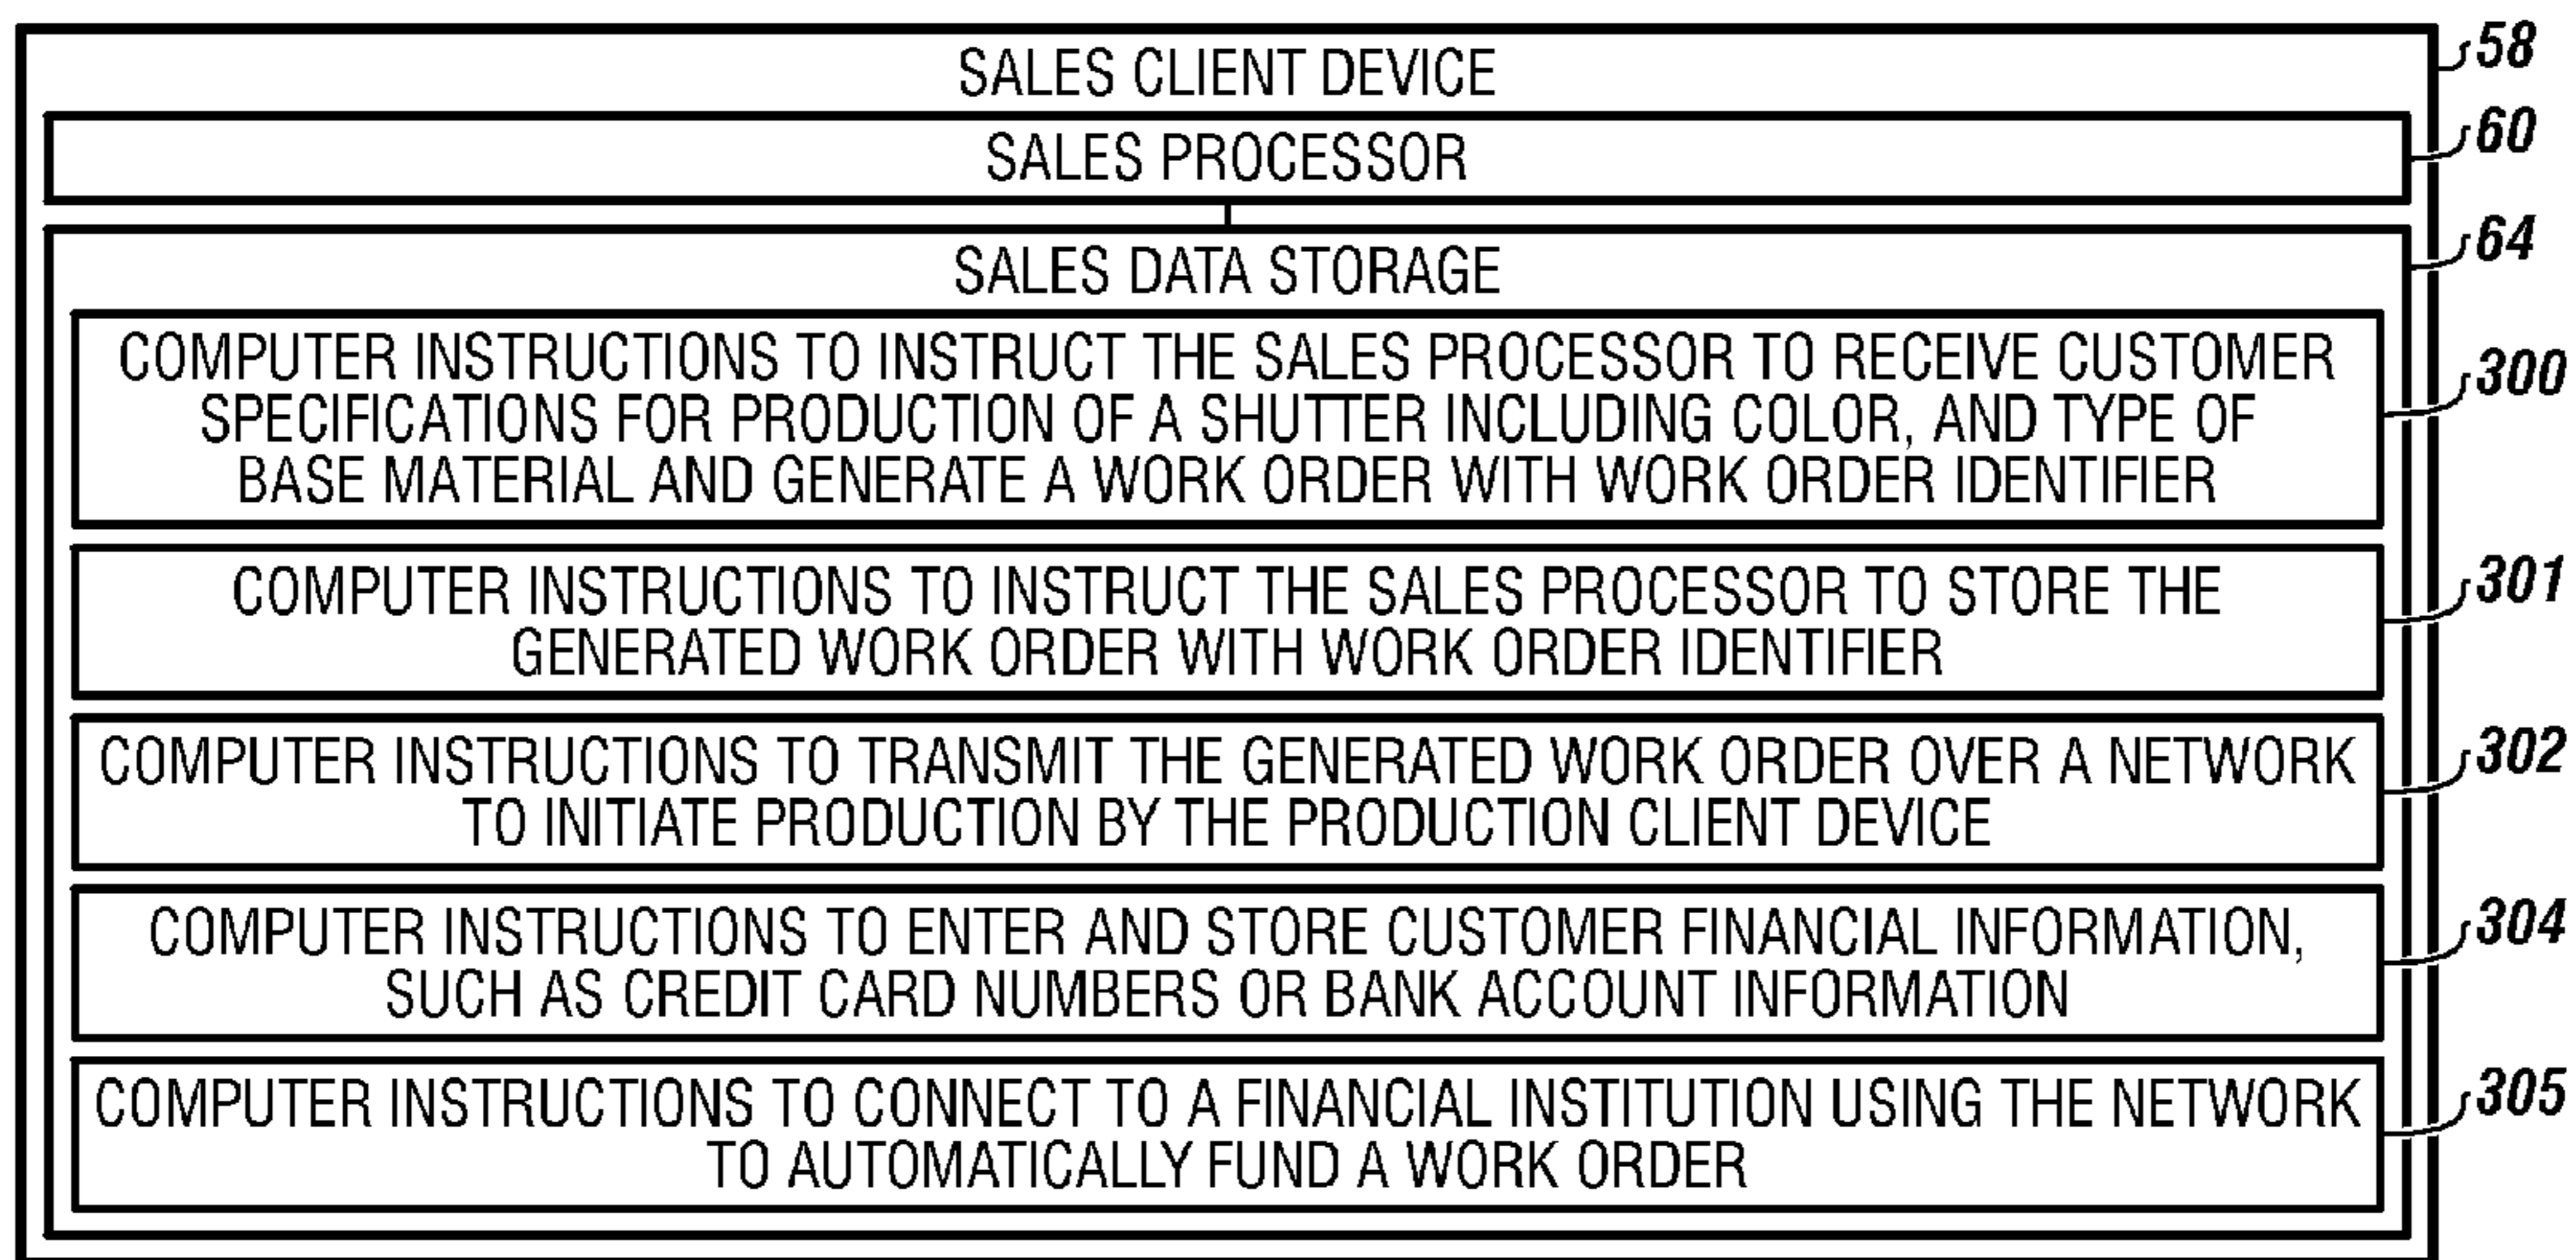 SALES CLIENT DEVICE
58
SALES PROCESSOR
60
SALES DATA STORAGE
64
COMPUTER INSTRUCTIONS TO INSTRUCT THE SALES PROCESSOR TO RECEIVE CUSTOMER
SPECIFICATIONS FOR PRODUCTION OF A SHUTTER INCLUDING COLOR, AND TYPE OF
BASE MATERIAL AND GENERATE A WORK ORDER WITH WORK ORDER IDENTIFIER
300
COMPUTER INSTRUCTIONS TO INSTRUCT THE SALES PROCESSOR TO STORE THE
GENERATED WORK ORDER WITH WORK ORDER IDENTIFIER
301
COMPUTER INSTRUCTIONS TO TRANSMIT THE GENERATED WORK ORDER OVER A NETWORK
TO INITIATE PRODUCTION BY THE PRODUCTION CLIENT DEVICE
302
COMPUTER INSTRUCTIONS TO ENTER AND STORE CUSTOMER FINANCIAL INFORMATION,
SUCH AS CREDIT CARD NUMBERS OR BANK ACCOUNT INFORMATION
304
COMPUTER INSTRUCTIONS TO CONNECT TO A FINANCIAL INSTITUTION USING THE NETWORK
TO AUTOMATICALLY FUND A WORK ORDER
305